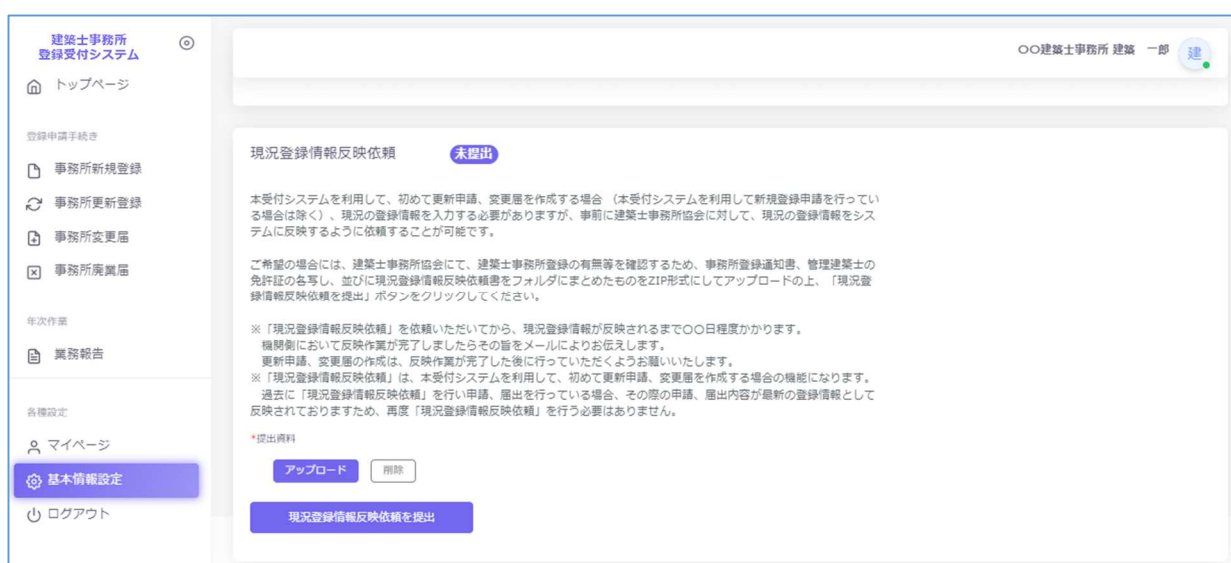 建築士事務所
登録受付システム
トップページ
登録申請手続き
事務所新規登録
事務所更新登録
事務所変更届
事務所廃業届
年次作業
業務報告
各種設定
マイページ
基本情報設定
ログアウト
〇〇建築士事務所 建築 一郎
建
現況登録情報反映依頼 未提出
本受付システムを利用して、初めて更新申請、変更届を作成する場合 (本受付システムを利用して新規登録申請を行ってい
る場合は除く)、現況の登録情報を入力する必要がありますが、事前に建築士事務所協会に対して、現況の登録情報をシス
テムに反映するように依頼することが可能です。
ご希望の場合には、建築士事務所協会にて、建築士事務所登録の有無等を確認するため、事務所登録通知書、管理建築士の
免許証の各写し、並びに現況登録情報反映依頼書をフォルダにまとめたものをZIP形式にしてアップロードの上、「現況登
録情報反映依頼を提出」ボタンをクリックしてください。
※「現況登録情報反映依頼」を依頼いただいてから、現況登録情報が反映されるまで〇〇日程度かかります。
機関側において反映作業が完了しましたらその旨をメールによりお伝えします。
更新申請、変更届の作成は、反映作業が完了した後に行っていただくようお願いいたします。
※「現況登録情報反映依頼」は、本受付システムを利用して、初めて更新申請、変更届を作成する場合の機能になります。
過去に「現況登録情報反映依頼」を行い申請、届出を行っている場合、その際の申請、届出内容が最新の登録情報として
反映されておりますため、再度「現況登録情報反映依頼」を行う必要はありません。
*提出資料
アップロード 削除
現況登録情報反映依頼を提出